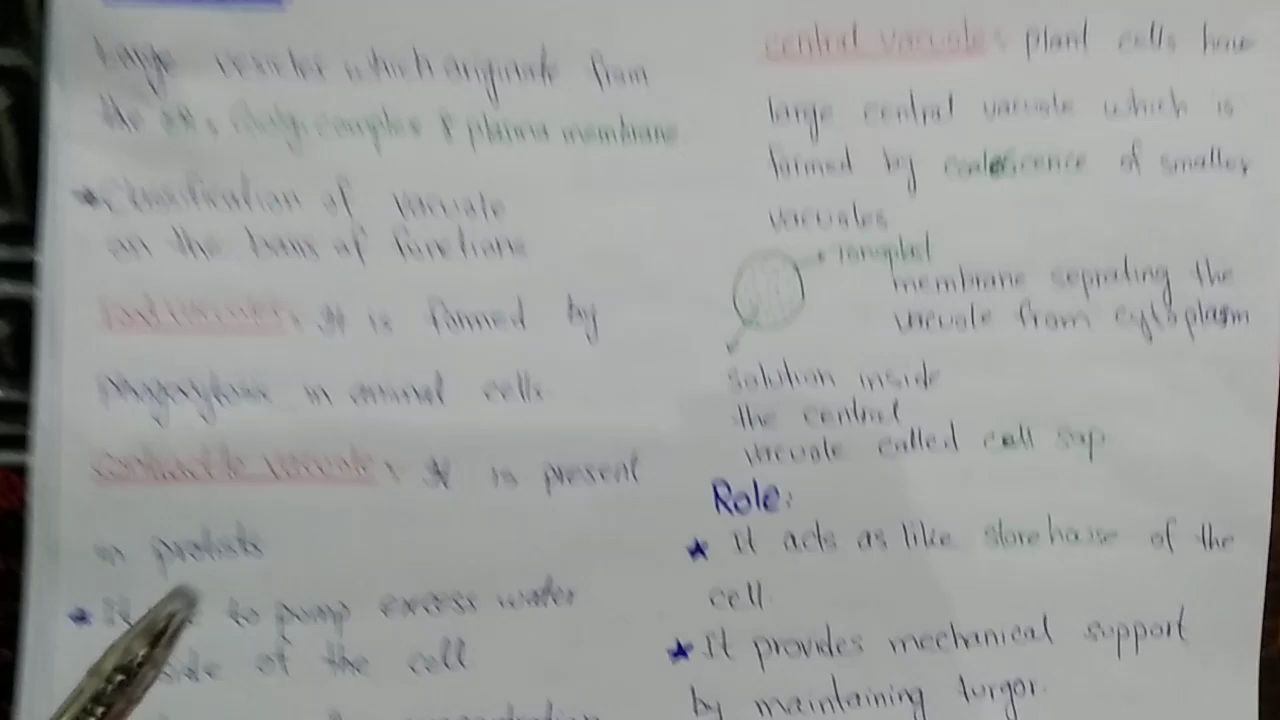 Large vesicles which originate from
the ER, Golgi complex & plasma membrane
Classification of vacuole
on the basis of functions
: It is formed by
phagocytosis in animal cells.
contractile vacuole: It is present
in protists
It to pump excess water
of the cell
central vacuole: plant cells have
large central vacuole which is
formed by coalescence of smaller
vacuoles
tonoplast
membrane seprating the
vacuole from cytoplasm
solution inside
the central
vacuole called cell sap
Role:
It acts as like store house of the
cell.
It provides mechanical support
by maintaining turgor.